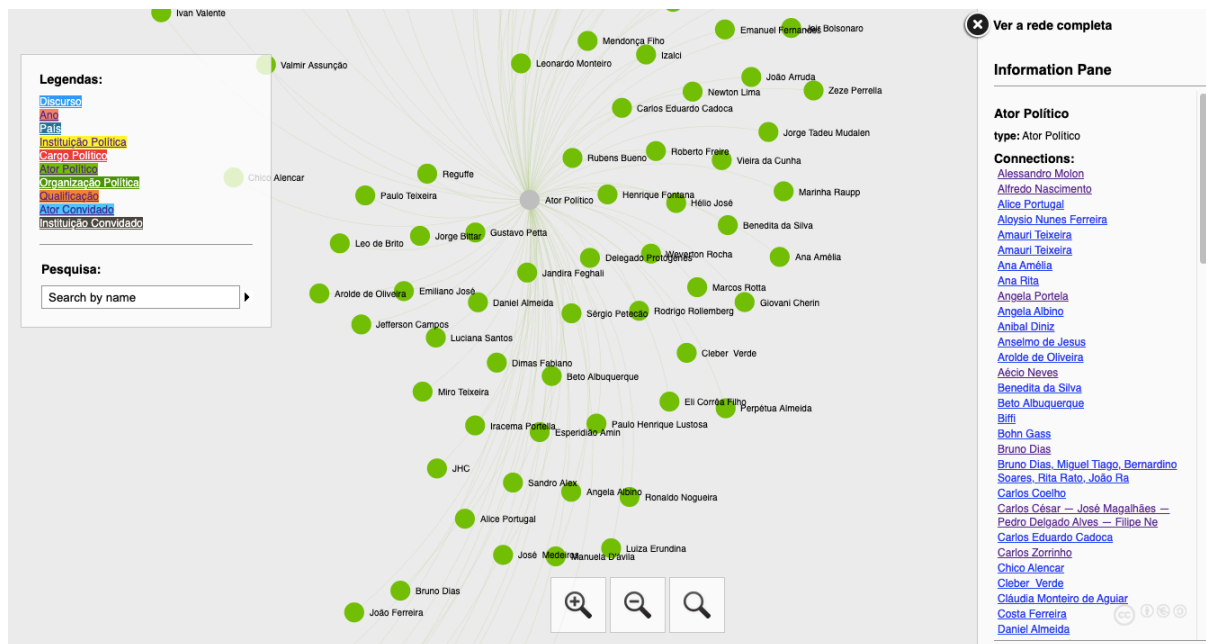 Ivan Valente
Emanuel Fernandes
Jair Bolsonaro
Mendonça Fiho
Izalci
Valmir Assunção
Leonardo Monteiro
João Arruda
Newton Lima
Zeze Perrella
Carlos Eduardo Cadoca
Jorge Tadeu Mudalen
Rubens Bueno
Roberto Freire
Vieira da Cunha
Reguffe
Chico Alencar
Paulo Teixeira
Ator Político
Henrique Fontana
Hélio José
Marinha Raupp
Benedita da Silva
Leo de Brito
Jorge Bittar
Gustavo Petta
Delegado Protógenes
Weverton Rocha
Ana Amélia
Jandira Feghali
Marcos Rotta
Arolde de Oliveira
Emiliano José
Daniel Almeida
Giovani Cherin
Sérgio Petecão
Rodrigo Rollemberg
Jefferson Campos
Luciana Santos
Cleber Verde
Dimas Fabiano
Beto Albuquerque
Miro Teixeira
Eli Corrêa Filho
Perpétua Almeida
Iracema Portella
Esperidião Amin
Paulo Henrique Lustosa
JHC
Sandro Alex
Angela Albino
Ronaldo Nogueira
Alice Portugal
José Medeiros
Manuela D'ávila
Luiza Erundina
Bruno Dias
João Ferreira
Legendas:
Discurso
Ano
País
Instituição Política
Cargo Político
Ator Político
Organização Política
Qualificação
Ator Convidado
Instituição Convidado
Pesquisa:
Search by name
Ver a rede completa
Information Pane
Ator Político
type: Ator Politico
Connections:
Alessandro Molon
Alfredo Nascimento
Alice Portugal
Aloysio Nunes Ferreira
Amauri Teixeira
Amauri Teixeira
Ana Amélia
Ana Rita
Angela Portela
Angela Albino
Anibal Diniz
Anselmo de Jesus
Arolde de Oliveira
Aécio Neves
Benedita da Silva
Beto Albuquerque
Biffi
Bohn Gass
Bruno Dias
Bruno Dias, Miguel Tiago, Bernardino
Soares, Rita Rato, João Ra
Carlos Coelho
Carlos César — José Magalhães —
Pedro Delgado Alves — Filipe Ne
Carlos Eduardo Cadoca
Carlos Zorrinho
Chico Alencar
Cleber Verde
Cláudia Monteiro de Aguiar
Costa Ferreira
Daniel Almeida
cc